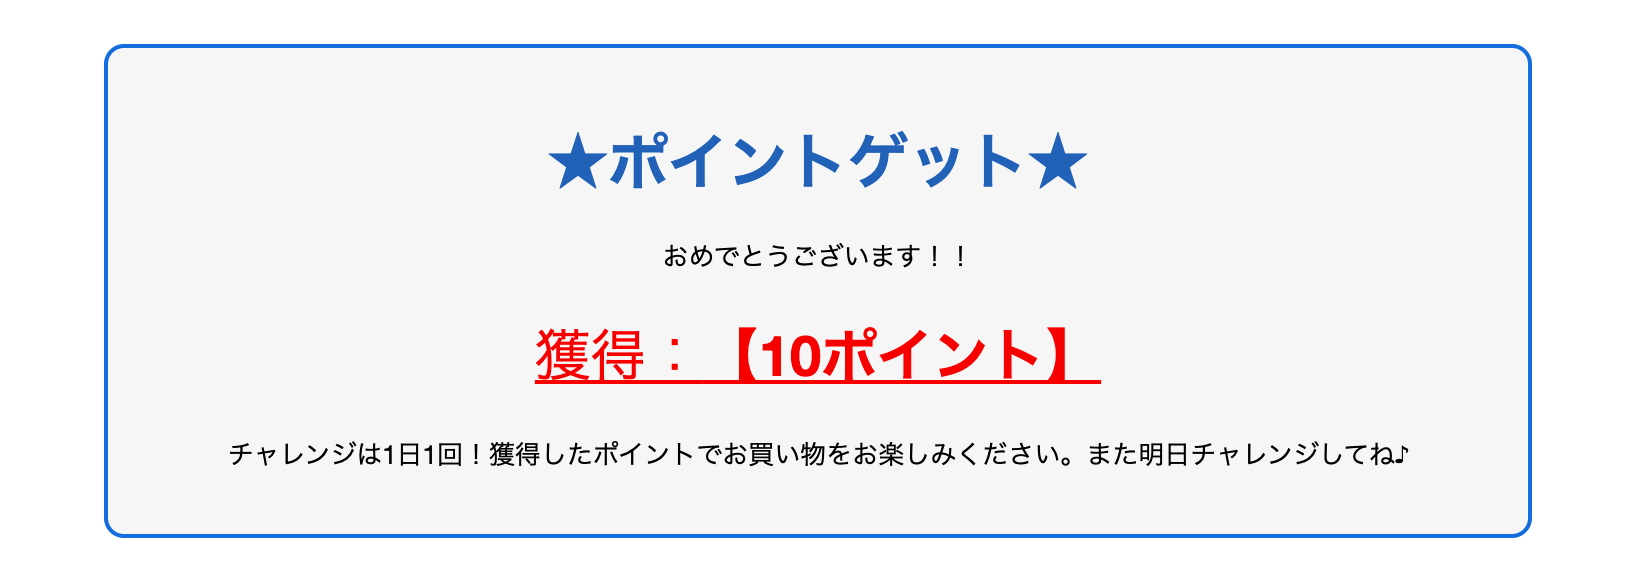 ★ポイントゲット★
おめでとうございます！！
獲得：【10ポイント】
チャレンジは1日1回！獲得したポイントでお買い物をお楽しみください。また明日チャレンジしてね♪